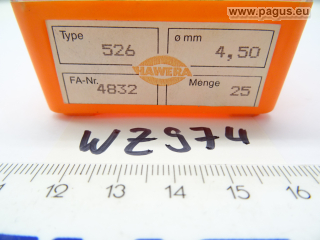 www.pagus.eu
Type 526 ø mm 4,50
HAWERA
FA-Nr. 4832 Menge 25
WZ974
12 13 14 15 16